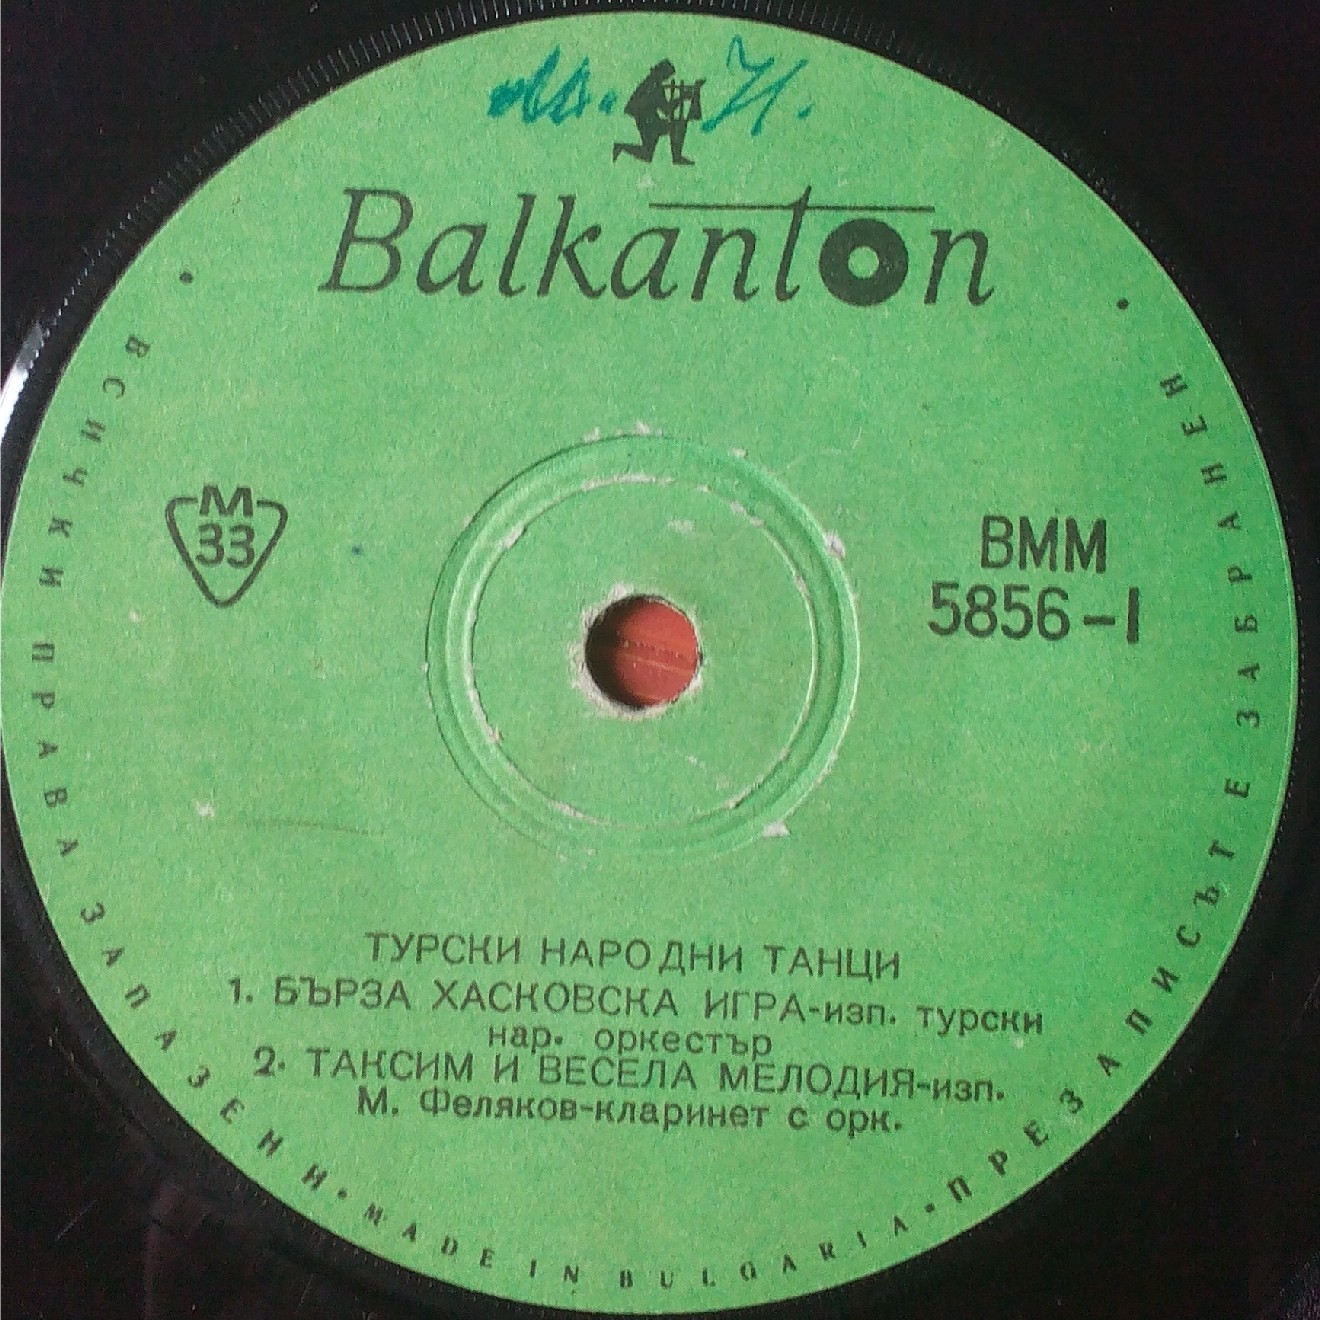 Balkanton
М
33
ВММ
5856-I
ТУРСКИ НАРОДНИ ТАНЦИ
1. БЪРЗА ХАСКОВСКА ИГРА-изп. турски
нар. оркестър
2. ТАКСИМ И ВЕСЕЛА МЕЛОДИЯ-изп.
М. Феляков-кларинет с орк.
• ВСИЧКИ ПРАВА ЗАПАЗЕНИ • MADE IN BULGARIA • ПРЕЗАПИСЪТ Е ЗАБРАНЕН •